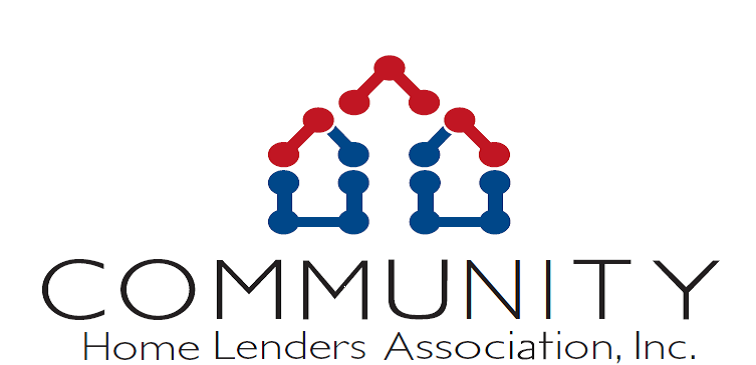 COMMUNITY
Home Lenders Association, Inc.